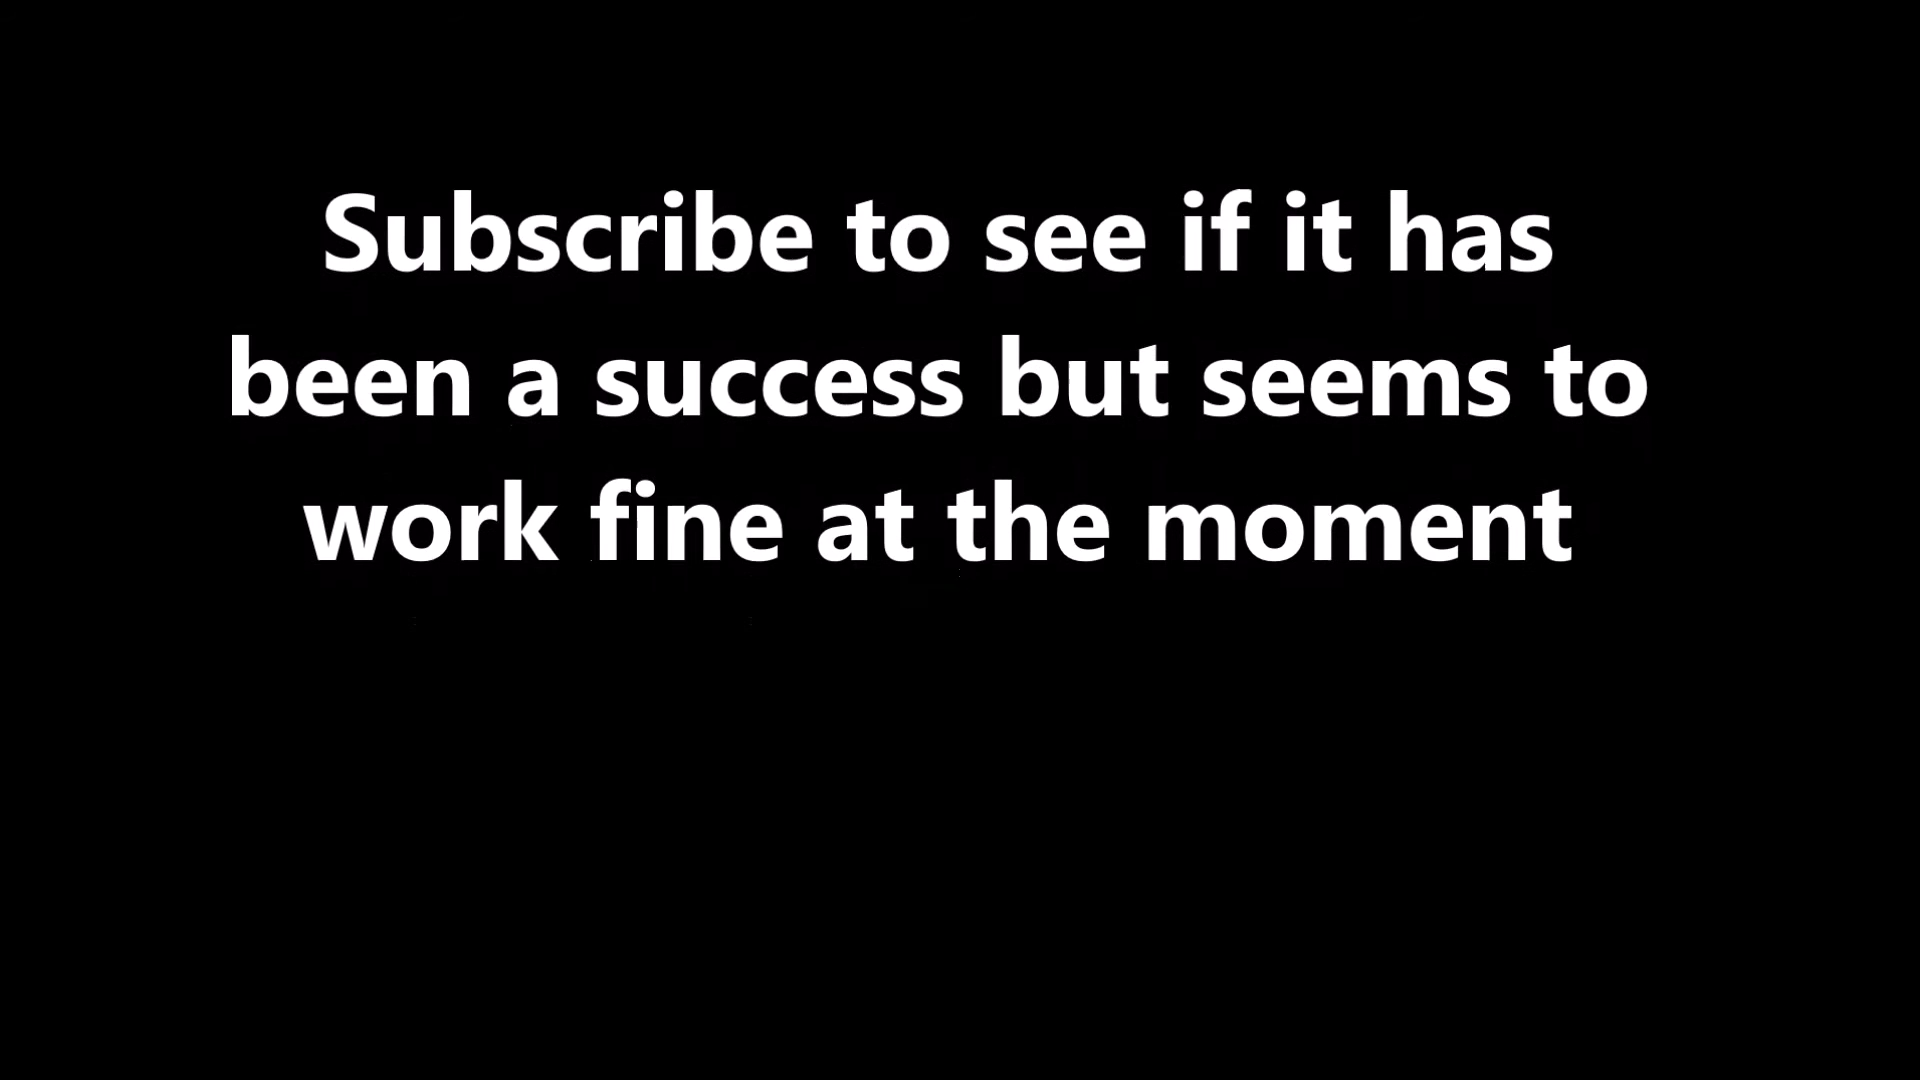 Subscribe to see if it has
been a success but seems to
work fine at the moment